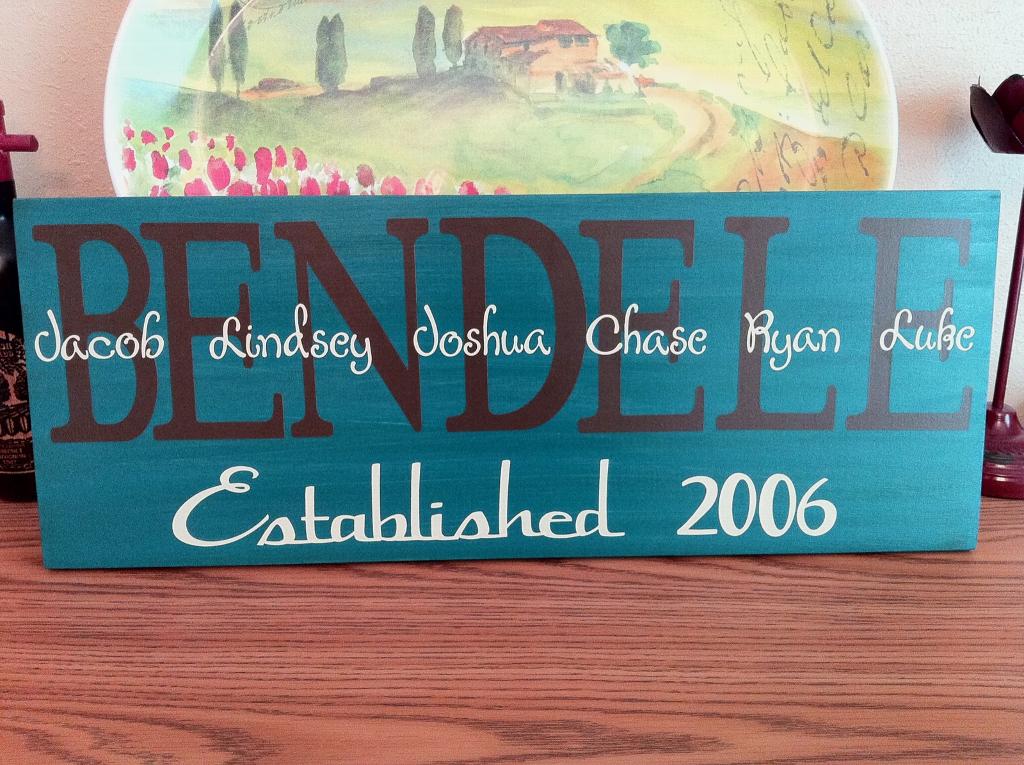 BENDELE
Jacob Lindsey Joshua Chase Ryan Luke
Established 2006